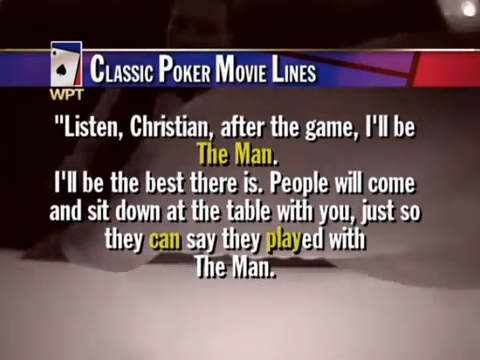 WPT
CLASSIC POKER MOVIE LINES
"Listen, Christian, after the game, I'll be
The Man.
I'll be the best there is. People will come
and sit down at the table with you, just so
they can say they played with
The Man.